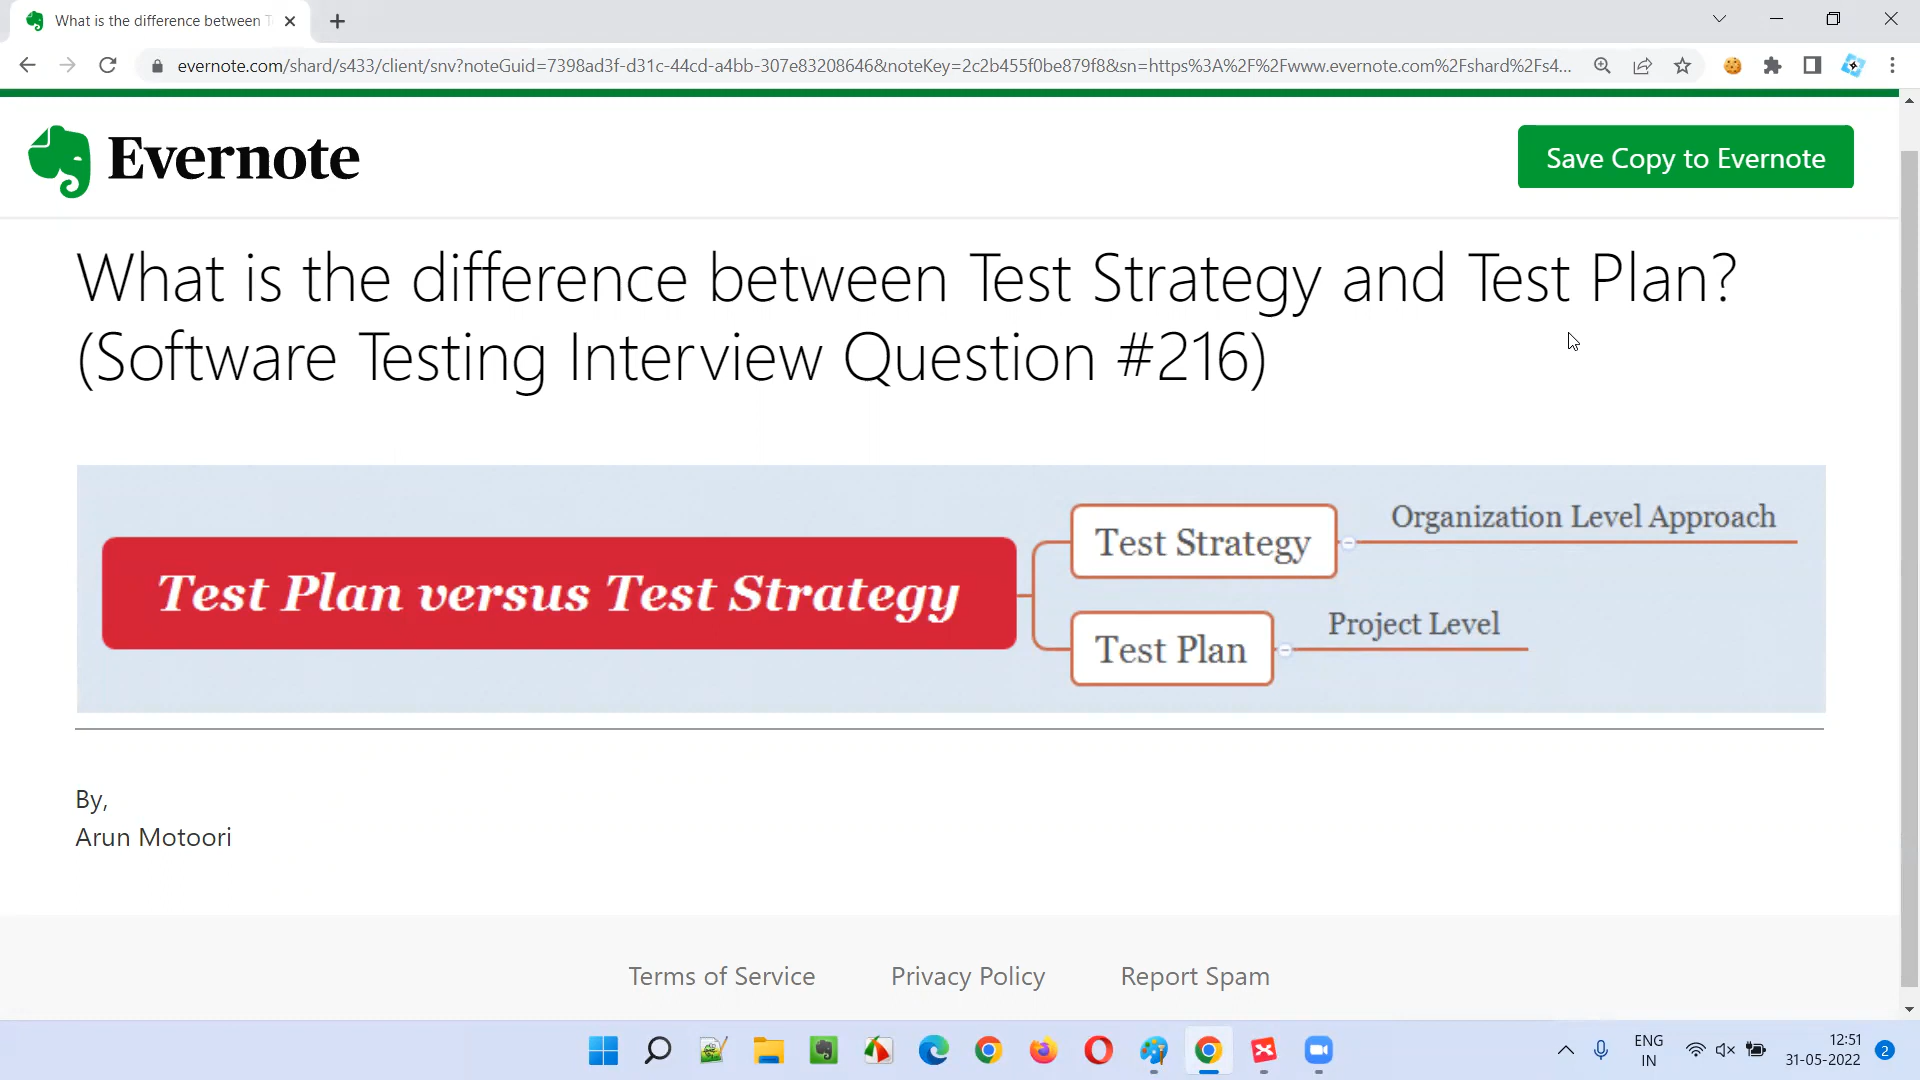 What is the difference between T
evernote.com/shard/s433/client/snv?noteGuid=7398ad3f-d31c-44cd-a4bb-307e83208646&noteKey=2c2b455f0be879f8&sn=https%3A%2F%2Fwww.evernote.com%2Fshard%2Fs4...
Evernote
Save Copy to Evernote
What is the difference between Test Strategy and Test Plan?
(Software Testing Interview Question #216)
Test Plan versus Test Strategy
Test Strategy
Organization Level Approach
Test Plan
Project Level
By,
Arun Motoori
Terms of Service
Privacy Policy
Report Spam
ENG
IN
12:51
31-05-2022
2